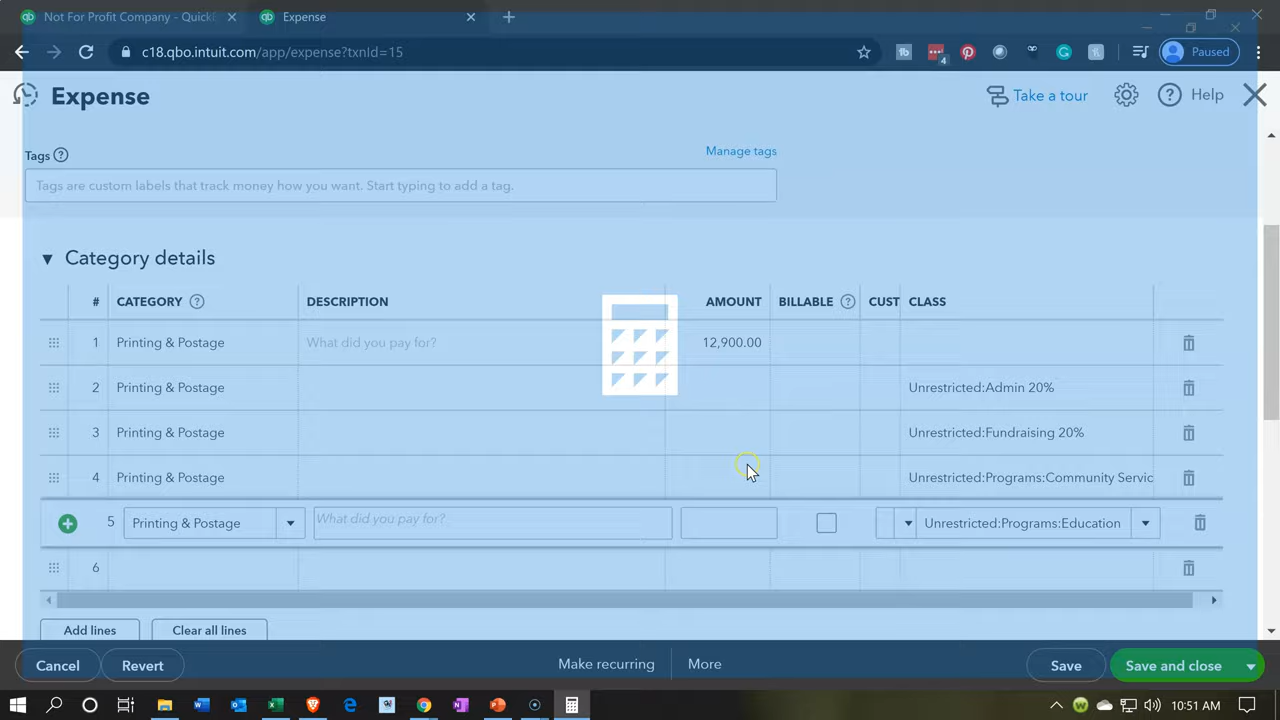 Not For Profit Company - QuickB
Expense
c18.qbo.intuit.com/app/expense?txnId=15
4
Paused
Expense
Take a tour
Help
Tags
Manage tags
Tags are custom labels that track money how you want. Start typing to add a tag.
Category details
# CATEGORY DESCRIPTION AMOUNT BILLABLE CUST CLASS
1 Printing & Postage What did you pay for? 12,900.00
2 Printing & Postage Unrestricted:Admin 20%
3 Printing & Postage Unrestricted:Fundraising 20%
4 Printing & Postage Unrestricted:Programs:Community Servic
5 Printing & Postage What did you pay for? Unrestricted:Programs:Education
6
Add lines Clear all lines
Cancel Revert Make recurring More Save Save and close
10:51 AM